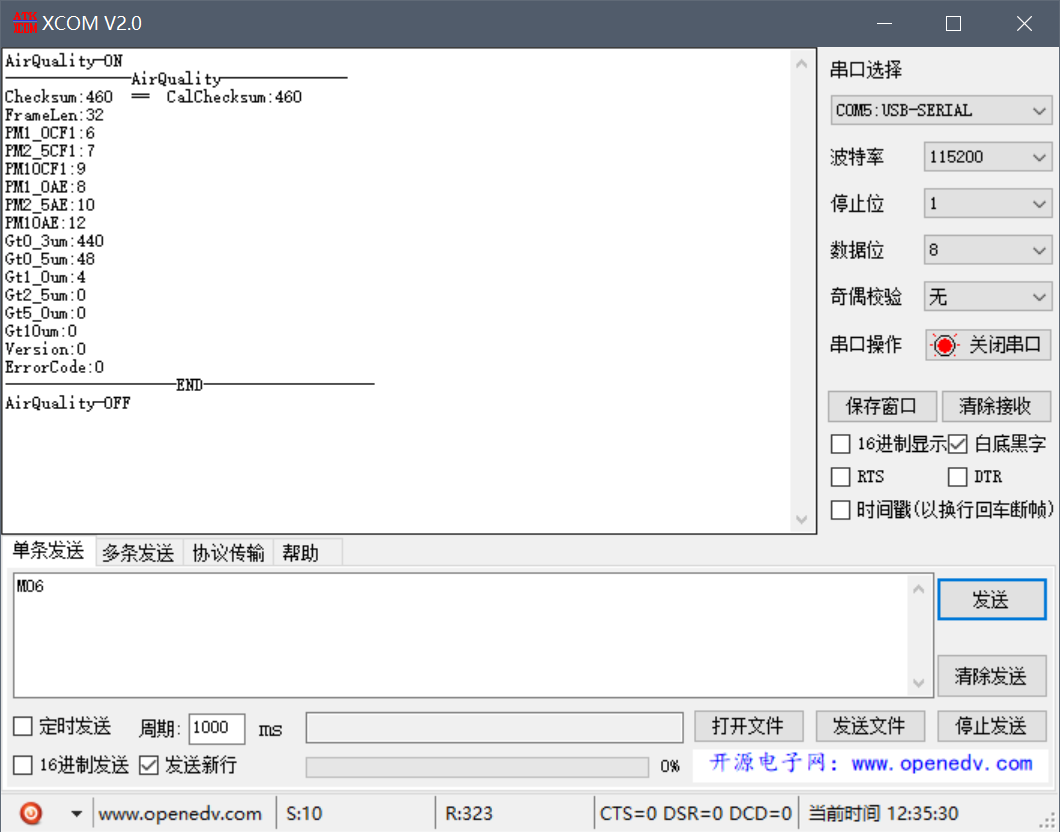 ATK
XCOM
XCOM V2.0
AirQuality-ON
——————————————AirQuality——————————————
Checksum:460  ==  CalChecksum:460
FrameLen:32
PM1_0CF1:6
PM2_5CF1:7
PM10CF1:9
PM1_0AE:8
PM2_5AE:10
PM10AE:12
Gt0_3um:440
Gt0_5um:48
Gt1_0um:4
Gt2_5um:0
Gt5_0um:0
Gt10um:0
Version:0
ErrorCode:0
———————————————————END———————————————————
AirQuality-OFF
串口选择
COM5:USB-SERIAL
波特率 115200
停止位 1
数据位 8
奇偶校验 无
串口操作 关闭串口
保存窗口 清除接收
16进制显示 白底黑字
RTS DTR
时间戳(以换行回车断帧)
单条发送 多条发送 协议传输 帮助
M06
发送
清除发送
定时发送 周期: 1000 ms 打开文件 发送文件 停止发送
16进制发送 发送新行 0% 开源电子网：www.openedv.com
www.openedv.com S:10 R:323 CTS=0 DSR=0 DCD=0 当前时间 12:35:30